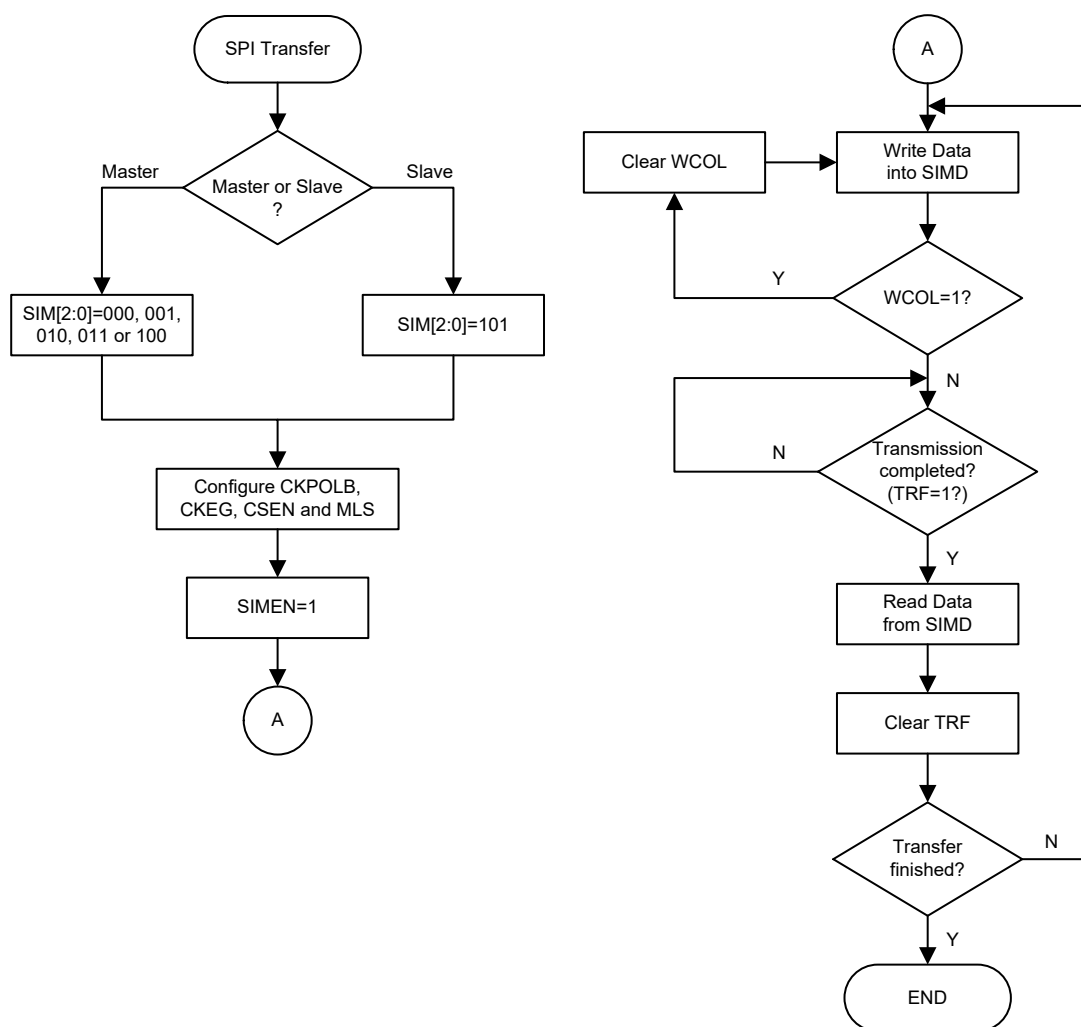 SPI Transfer
Master or Slave
?
Master
Slave
SIM[2:0]=000, 001,
010, 011 or 100
SIM[2:0]=101
Configure CKPOLB,
CKEG, CSEN and MLS
SIMEN=1
A
A
Write Data
into SIMD
Clear WCOL
WCOL=1?
Y
N
Transmission
completed?
(TRF=1?)
N
Y
Read Data
from SIMD
Clear TRF
Transfer
finished?
N
Y
END